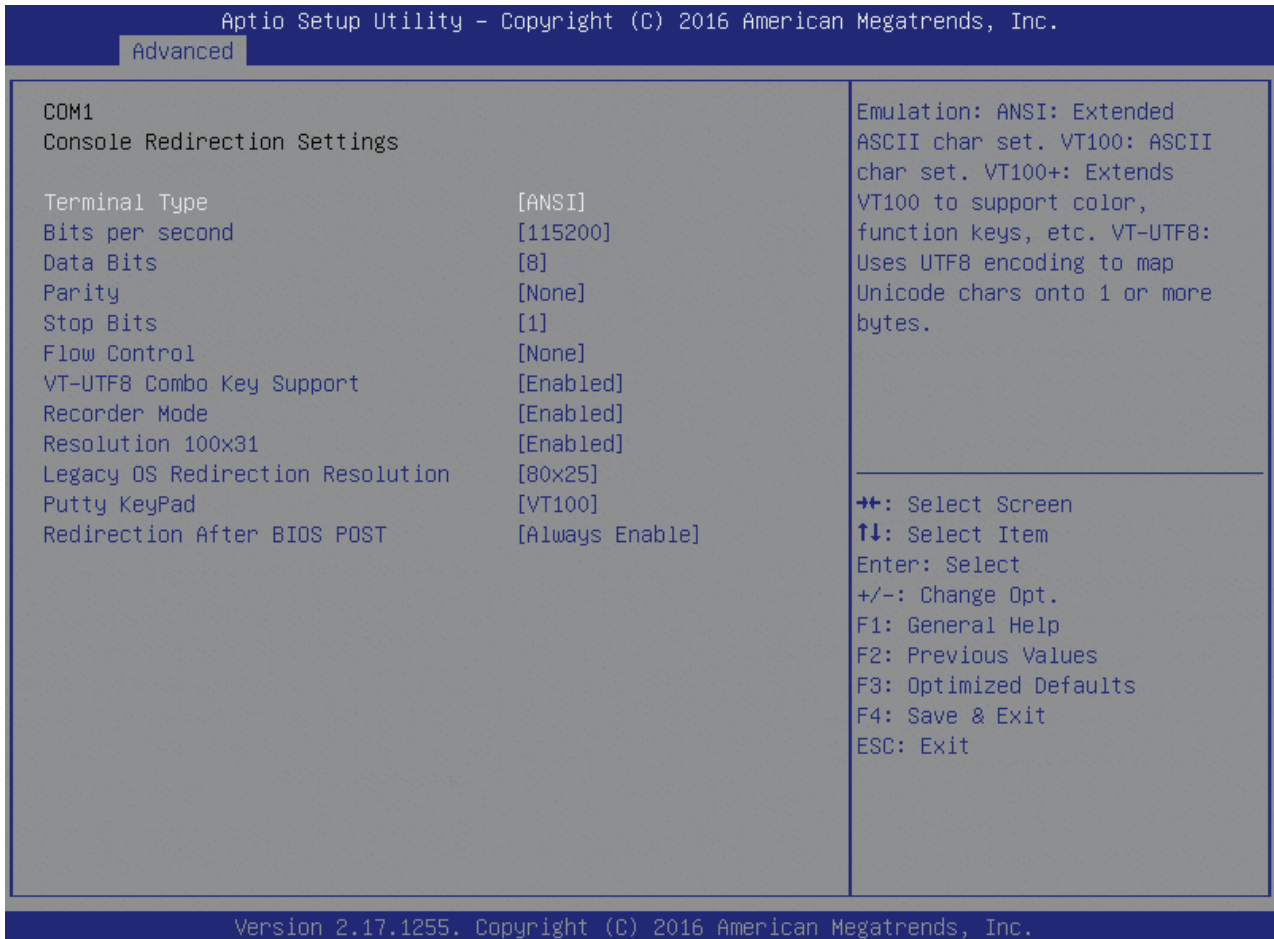 Aptio Setup Utility – Copyright (C) 2016 American Megatrends, Inc.
Advanced
COM1
Console Redirection Settings
Terminal Type [ANSI]
Bits per second [115200]
Data Bits [8]
Parity [None]
Stop Bits [1]
Flow Control [None]
VT-UTF8 Combo Key Support [Enabled]
Recorder Mode [Enabled]
Resolution 100x31 [Enabled]
Legacy OS Redirection Resolution [80x25]
Putty KeyPad [VT100]
Redirection After BIOS POST [Always Enable]
Emulation: ANSI: Extended
ASCII char set. VT100: ASCII
char set. VT100+: Extends
VT100 to support color,
function keys, etc. VT-UTF8:
Uses UTF8 encoding to map
Unicode chars onto 1 or more
bytes.
→←: Select Screen
↑↓: Select Item
Enter: Select
+/-: Change Opt.
F1: General Help
F2: Previous Values
F3: Optimized Defaults
F4: Save & Exit
ESC: Exit
Version 2.17.1255. Copyright (C) 2016 American Megatrends, Inc.